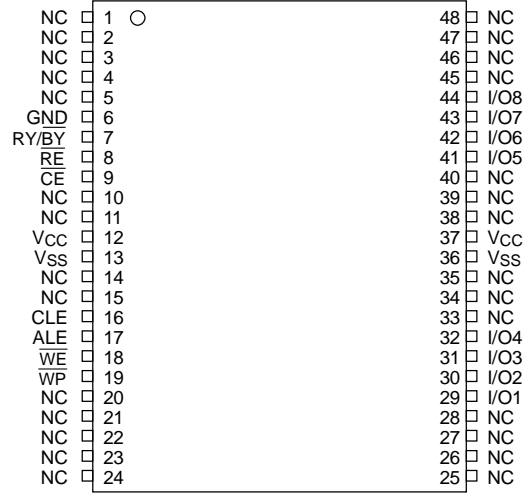 NC 1 48 NC
NC 2 47 NC
NC 3 46 NC
NC 4 45 NC
NC 5 44 I/O8
GND 6 43 I/O7
RY/BY 7 42 I/O6
RE 8 41 I/O5
CE 9 40 NC
NC 10 39 NC
NC 11 38 NC
VCC 12 37 VCC
VSS 13 36 VSS
NC 14 35 NC
NC 15 34 NC
CLE 16 33 NC
ALE 17 32 I/O4
WE 18 31 I/O3
WP 19 30 I/O2
NC 20 29 I/O1
NC 21 28 NC
NC 22 27 NC
NC 23 26 NC
NC 24 25 NC